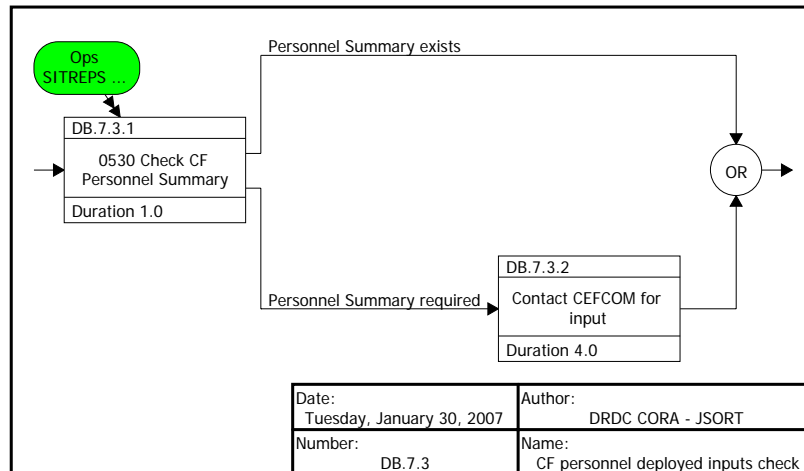 Ops
SITREPS ...
Personnel Summary exists
DB.7.3.1
0530 Check CF
Personnel Summary
Duration 1.0
OR
Personnel Summary required
DB.7.3.2
Contact CEFCOM for
input
Duration 4.0
Date:
Tuesday, January 30, 2007
Author:
DRDC CORA - JSORT
Number:
DB.7.3
Name:
CF personnel deployed inputs check